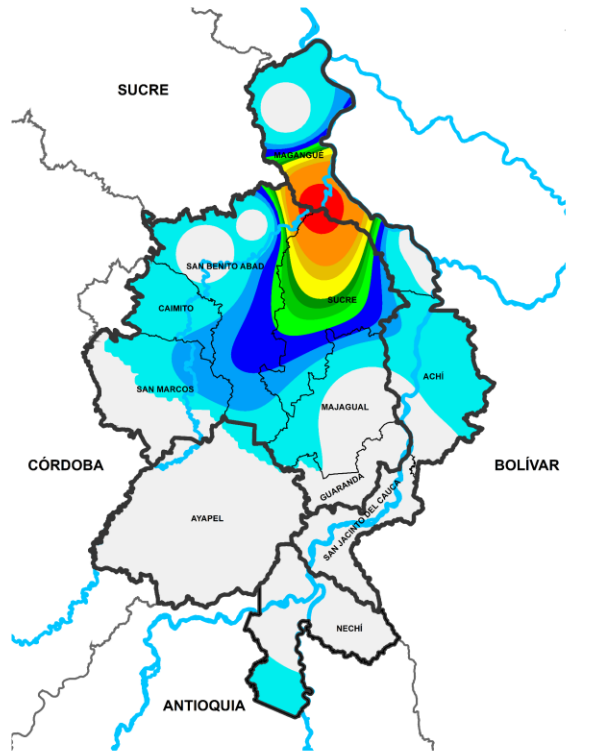 SUCRE
MAGANGUE
SAN BENITO ABAD
CAIMITO
SUCRE
ACHÍ
SAN MARCOS
MAJAGUAL
CÓRDOBA
BOLÍVAR
GUARANDA
SAN JACINTO DEL CAUCA
AYAPEL
NECHÍ
ANTIOQUIA